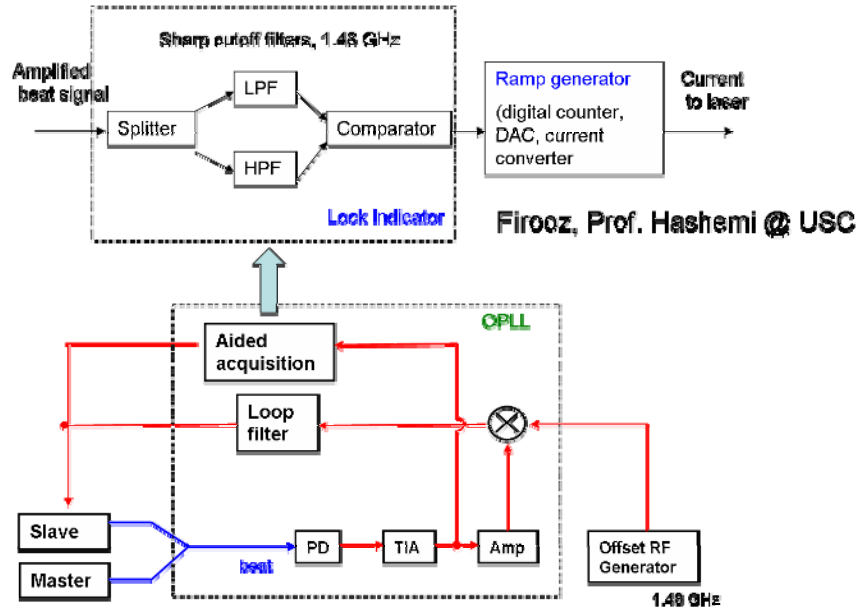 Sharp cutoff filters, 1.48 GHz
Amplified
beat signal
Splitter
LPF
HPF
Comparator
Lock Indicator
Ramp generator
(digital counter,
DAC, current
converter
Current
to laser
Firooz, Prof. Hashemi @ USC
OPLL
Aided
acquisition
Loop
filter
Slave
Master
beat
PD
TIA
Amp
Offset RF
Generator
1.48 GHz